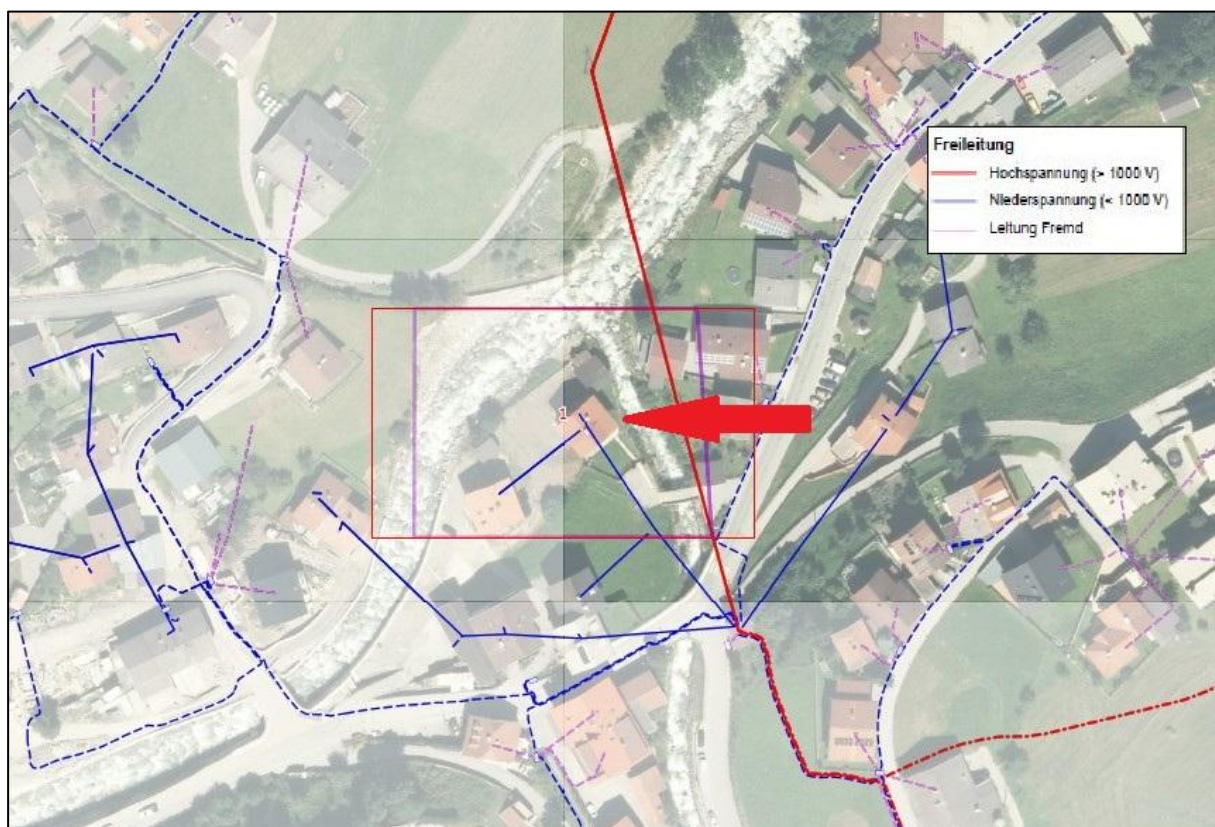 Freileitung
Hochspannung (> 1000 V)
Niederspannung (< 1000 V)
Leitung Fremd
1